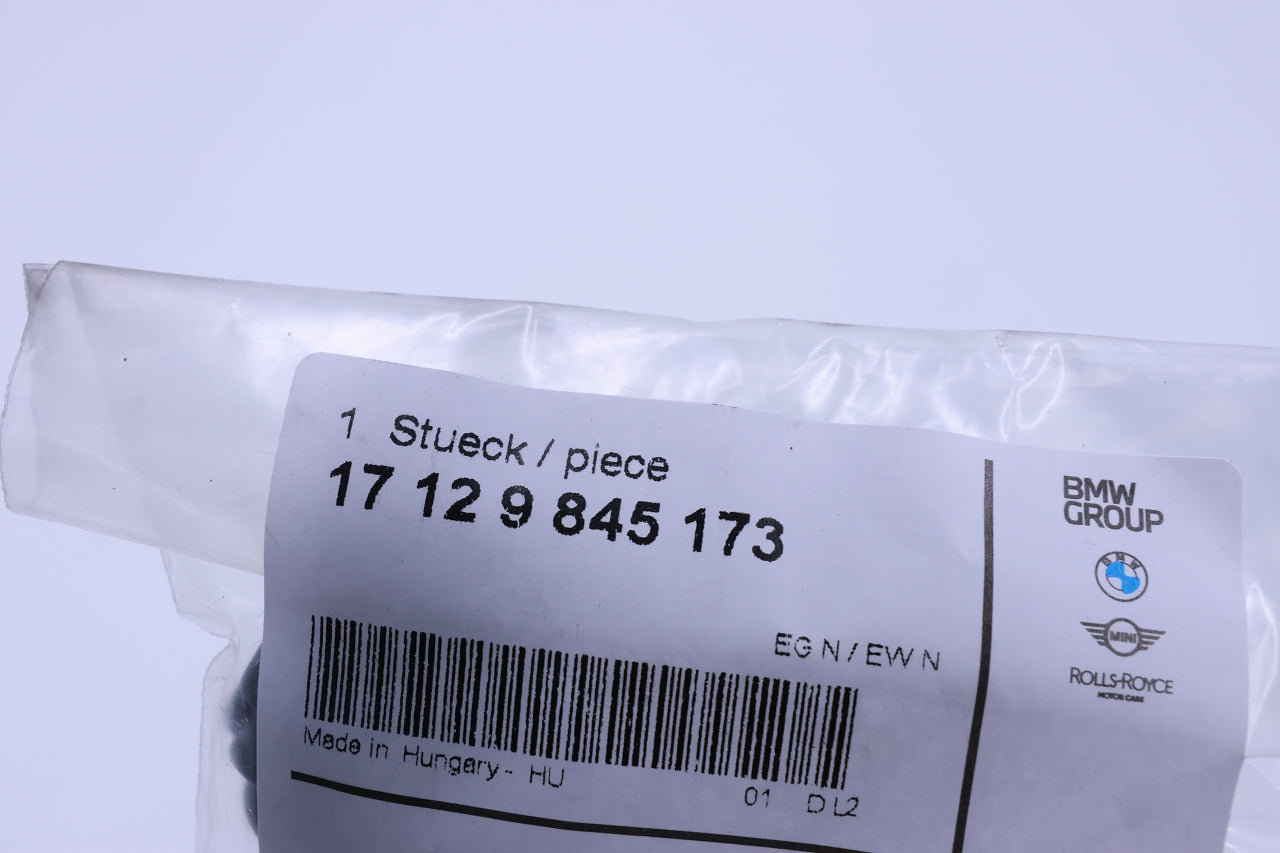 1 Stueck / piece
17 12 9 845 173
EG N / EW N
Made in Hungary - HU
01 D L2
BMW
GROUP
BMW
MINI
ROLLS-ROYCE
MOTOR CARS